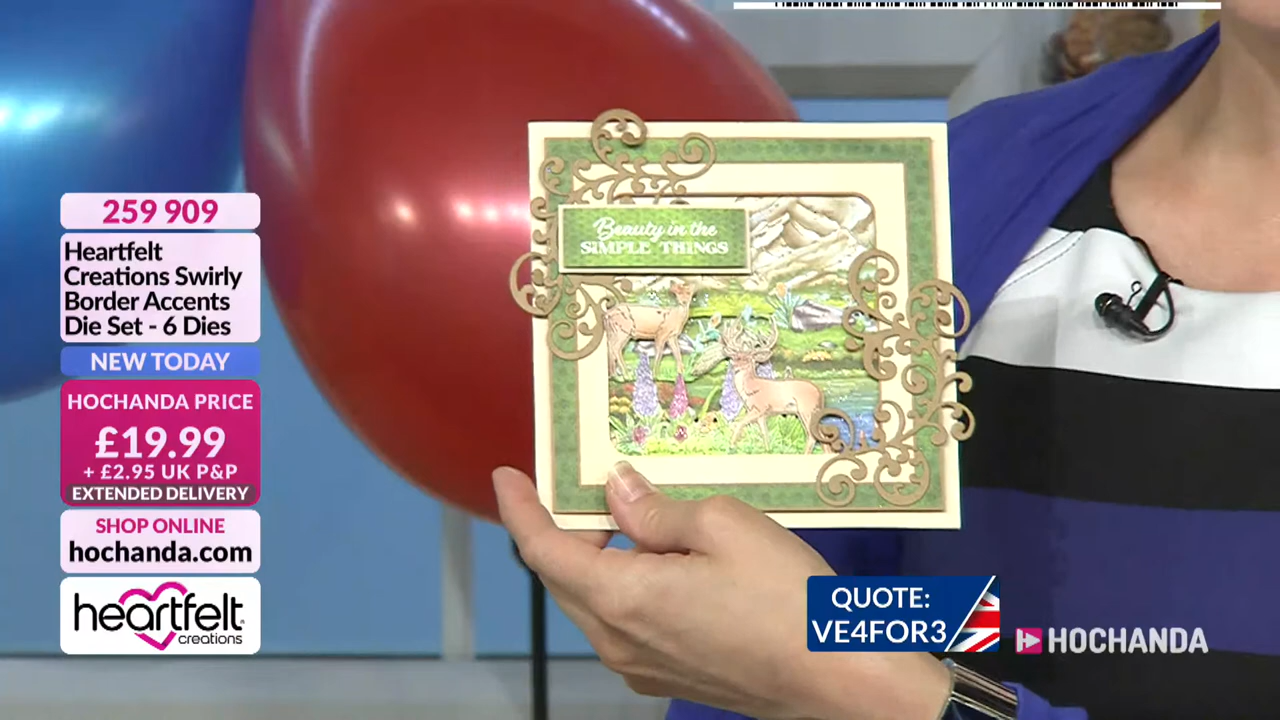 259 909
Heartfelt
Creations Swirly
Border Accents
Die Set - 6 Dies
NEW TODAY
HOCHANDA PRICE
£19.99
+ £2.95 UK P&P
EXTENDED DELIVERY
SHOP ONLINE
hochanda.com
heartfelt
creations
Beauty in the
SIMPLE THINGS
QUOTE:
VE4FOR3
HOCHANDA